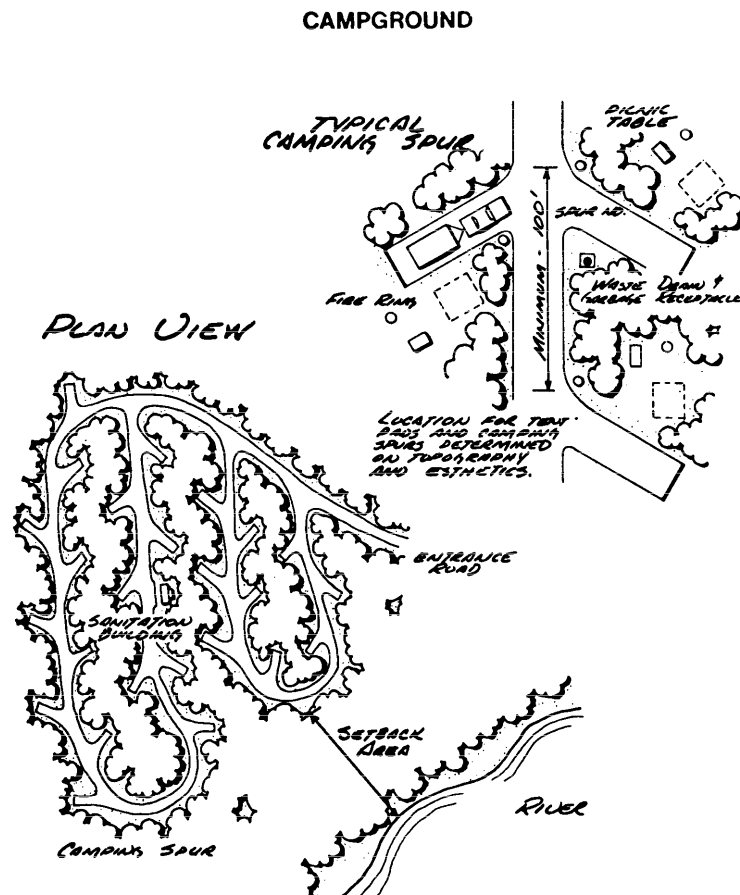 CAMPGROUND
TYPICAL
CAMPING SPUR
PICNIC
TABLE
SPUR NO.
MINIMUM - 100'
FIRE RING
WASTE DRAIN &
GARBAGE RECEPTACLE
PLAN VIEW
LOCATION FOR TENT
PADS AND CAMPING
SPURS DETERMINED
ON TOPOGRAPHY
AND ESTHETICS.
ENTRANCE
ROAD
SANITATION
BUILDING
SETBACK
AREA
RIVER
CAMPING SPUR